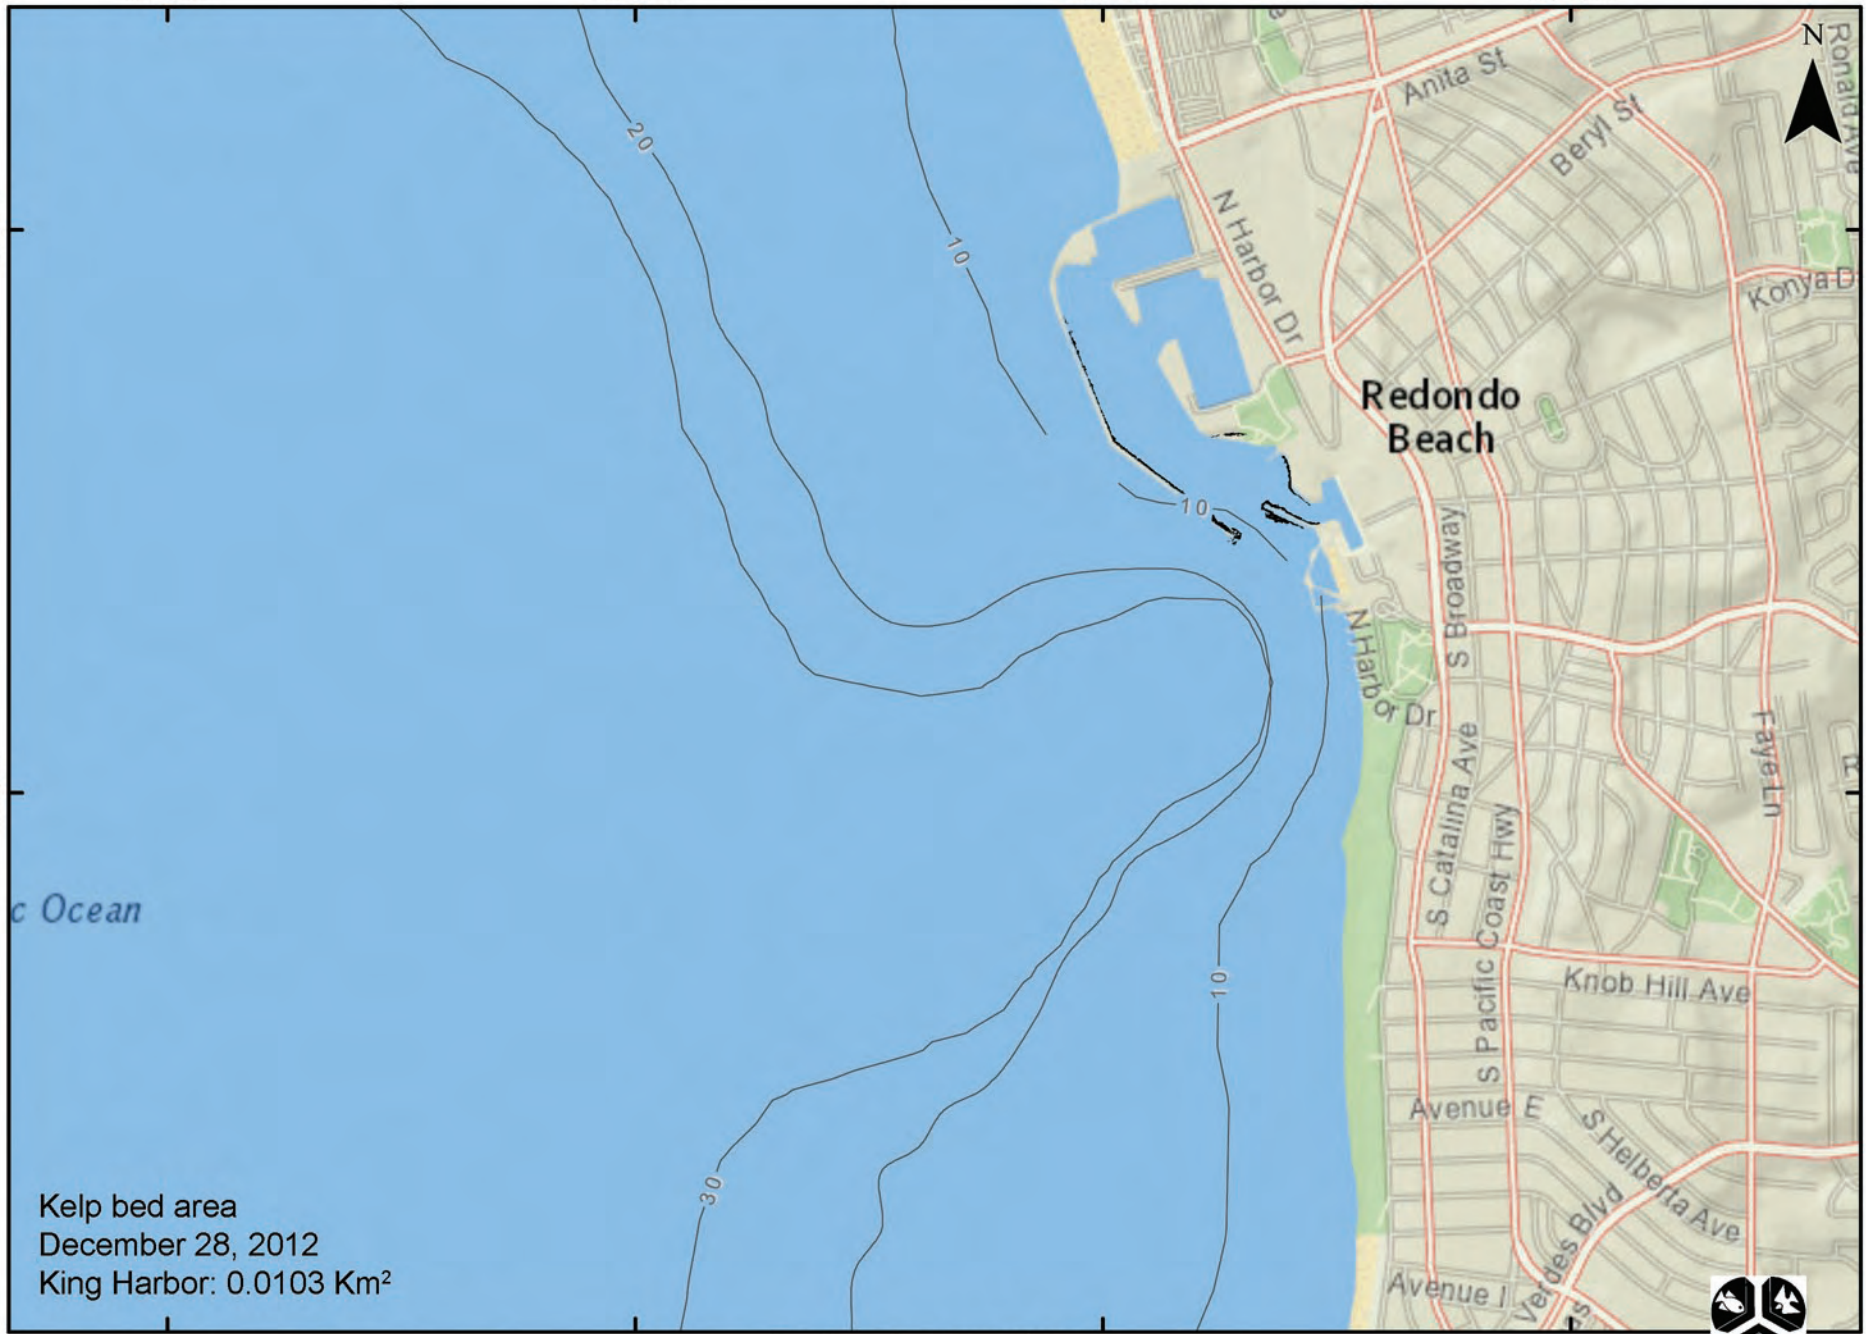 N
Ronald Ave
Anita St
Beryl St
20
10
N Harbor Dr
Konya D
Redondo
Beach
10
S Broadway
N Harbor Dr
Faye Ln
S Catalina Ave
S Pacific Coast Hwy
c Ocean
10
Knob Hill Ave
Avenue E
S Helberta Ave
30
Verdes Blvd
Avenue I
Kelp bed area
December 28, 2012
King Harbor: 0.0103 Km²